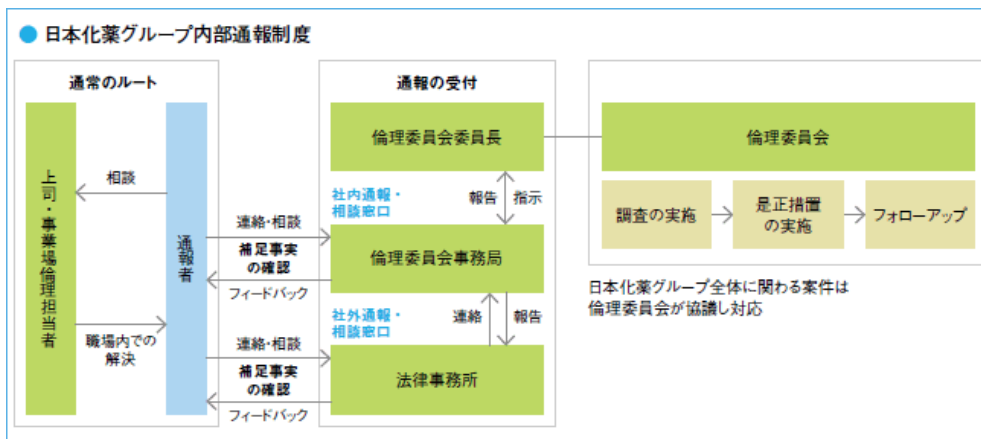 日本化薬グループ内部通報制度
通常のルート
上司・事業場倫理担当者
相談
職場内での
解決
通報者
連絡・相談
補足事実
の確認
フィードバック
連絡・相談
補足事実
の確認
フィードバック
通報の受付
倫理委員会委員長
社内通報・
相談窓口
報告
指示
倫理委員会事務局
社外通報・
相談窓口
連絡
報告
法律事務所
倫理委員会
調査の実施
是正措置
の実施
フォローアップ
日本化薬グループ全体に関わる案件は
倫理委員会が協議し対応